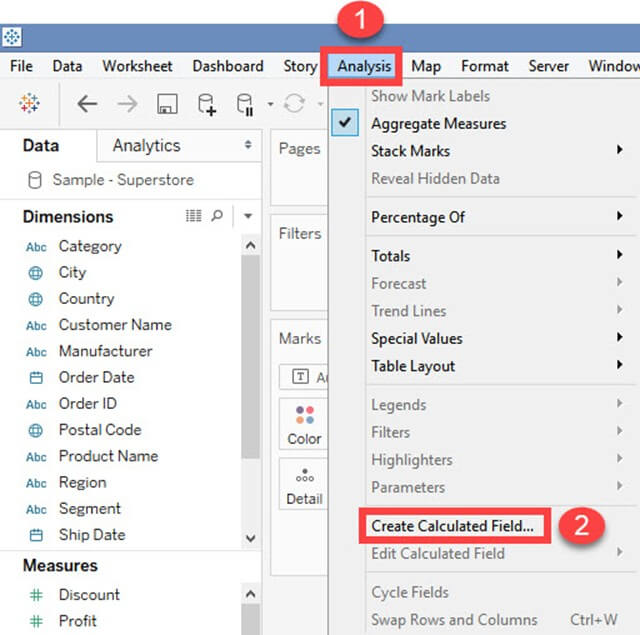 1
File Data Worksheet Dashboard Story Analysis Map Format Server Window
Data Analytics
Sample - Superstore
Dimensions
Abc Category
City
Country
Abc Customer Name
Abc Manufacturer
Order Date
Abc Order ID
Postal Code
Abc Product Name
Abc Region
Abc Segment
Ship Date
Measures
# Discount
# Profit
Pages
Filters
Marks
T
Color
Detail
Show Mark Labels
Aggregate Measures
Stack Marks
Reveal Hidden Data
Percentage Of
Totals
Forecast
Trend Lines
Special Values
Table Layout
Legends
Filters
Highlighters
Parameters
Create Calculated Field... 2
Edit Calculated Field
Cycle Fields
Swap Rows and Columns Ctrl+W